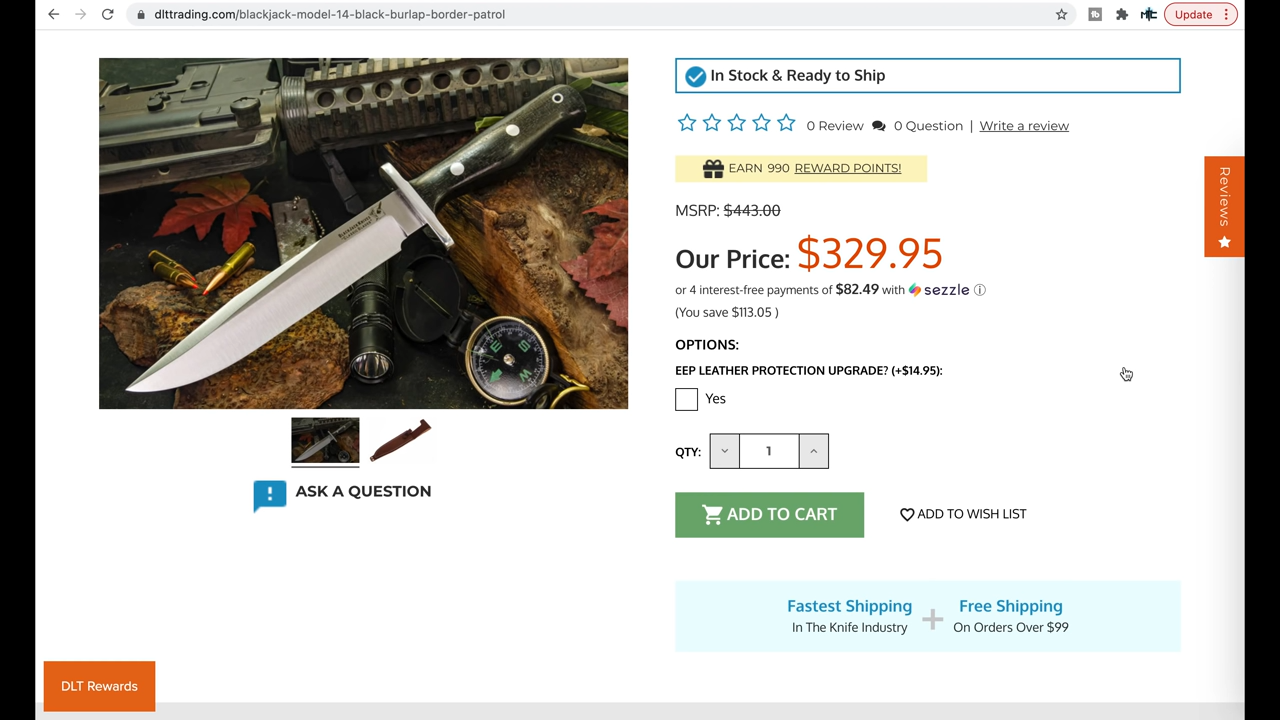 dlttrading.com/blackjack-model-14-black-burlap-border-patrol
Update
In Stock & Ready to Ship
0 Review 0 Question | Write a review
EARN 990 REWARD POINTS!
Reviews
MSRP: $443.00
Our Price: $329.95
or 4 interest-free payments of $82.49 with sezzle
(You save $113.05 )
OPTIONS:
EEP LEATHER PROTECTION UPGRADE? (+$14.95):
Yes
QTY: 1
ASK A QUESTION
ADD TO CART
ADD TO WISH LIST
Fastest Shipping + Free Shipping
In The Knife Industry On Orders Over $99
DLT Rewards